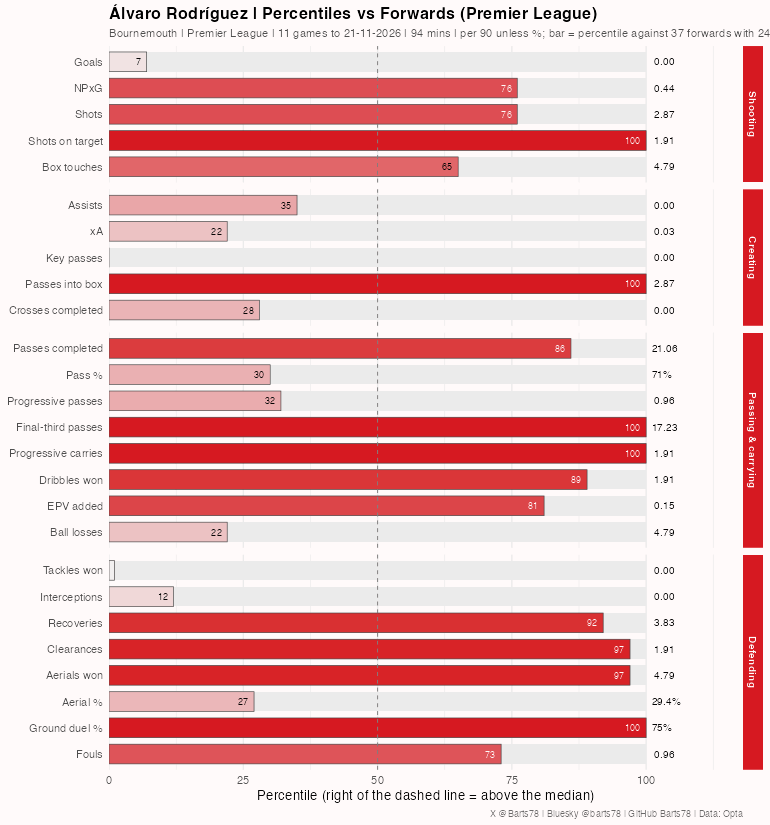 Álvaro Rodríguez | Percentiles vs Forwards (Premier League)
Bournemouth | Premier League | 11 games to 21-11-2026 | 94 mins | per 90 unless %; bar = percentile against 37 forwards with 24
Goals 7 0.00
NPxG 76 0.44
Shots 76 2.87
Shots on target 100 1.91
Box touches 65 4.79
Shooting
Assists 35 0.00
xA 22 0.03
Key passes 0.00
Passes into box 100 2.87
Crosses completed 28 0.00
Creating
Passes completed 86 21.06
Pass % 30 71%
Progressive passes 32 0.96
Final-third passes 100 17.23
Progressive carries 100 1.91
Dribbles won 89 1.91
EPV added 81 0.15
Ball losses 22 4.79
Passing & carrying
Tackles won 0.00
Interceptions 12 0.00
Recoveries 92 3.83
Clearances 97 1.91
Aerials won 97 4.79
Aerial % 27 29.4%
Ground duel % 100 75%
Fouls 73 0.96
Defending
0 25 50 75 100
Percentile (right of the dashed line = above the median)
X @Barts78 | Bluesky @barts78 | GitHub Barts78 | Data: Opta